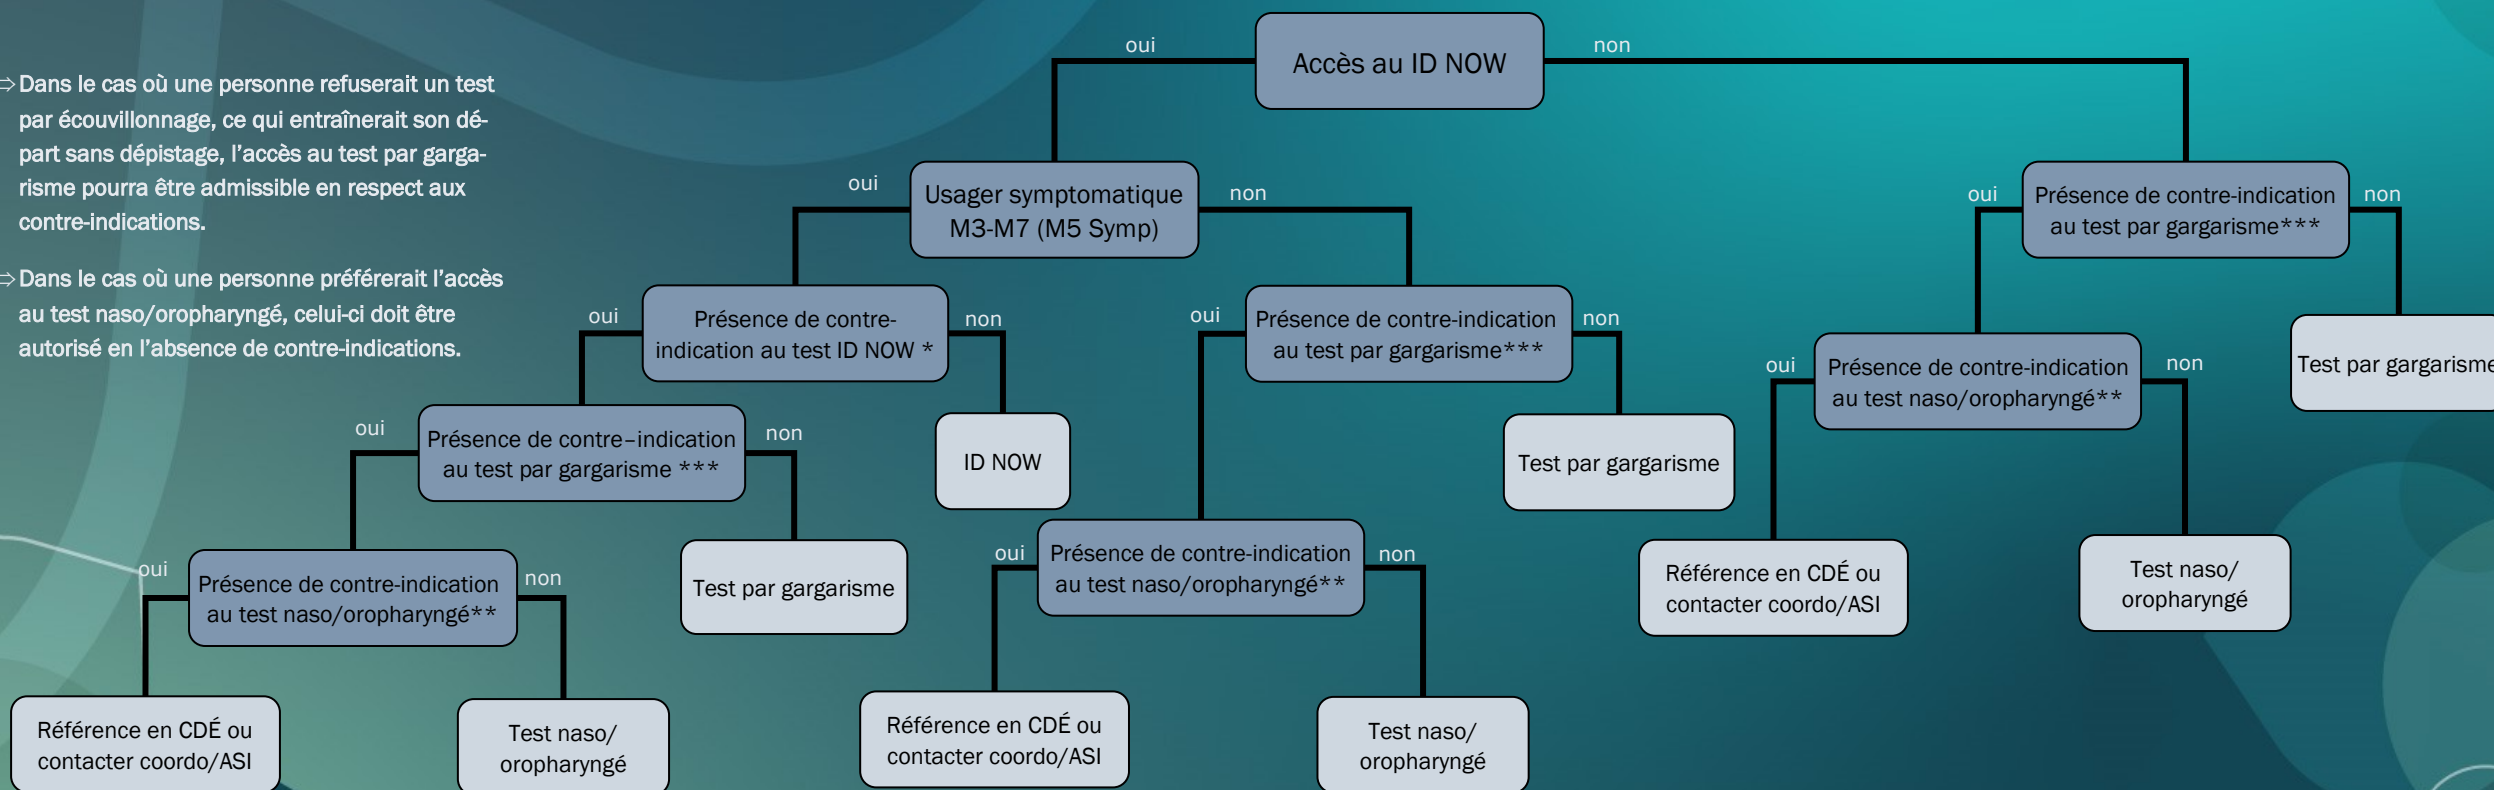 ⇒ Dans le cas où une personne refuserait un test
par écouvillonnage, ce qui entraînerait son dé-
part sans dépistage, l'accès au test par garga-
risme pourra être admissible en respect aux
contre-indications.
⇒ Dans le cas où une personne préférerait l'accès
au test naso/oropharyngé, celui-ci doit être
autorisé en l'absence de contre-indications.
oui
Accès au ID NOW
non
oui
Usager symptomatique
M3-M7 (M5 Symp)
non
oui
Présence de contre-indication
au test par gargarisme***
non
oui
Présence de contre-
indication au test ID NOW *
non
oui
Présence de contre-indication
au test par gargarisme***
non
oui
Présence de contre-indication
au test naso/oropharyngé**
non
Test par gargarisme
oui
Présence de contre–indication
au test par gargarisme ***
non
ID NOW
Test par gargarisme
oui
Présence de contre-indication
au test naso/oropharyngé**
non
Test par gargarisme
oui
Présence de contre-indication
au test naso/oropharyngé**
non
Référence en CDÉ ou
contacter coordo/ASI
Test naso/
oropharyngé
Référence en CDÉ ou
contacter coordo/ASI
Test naso/
oropharyngé
Référence en CDÉ ou
contacter coordo/ASI
Test naso/
oropharyngé